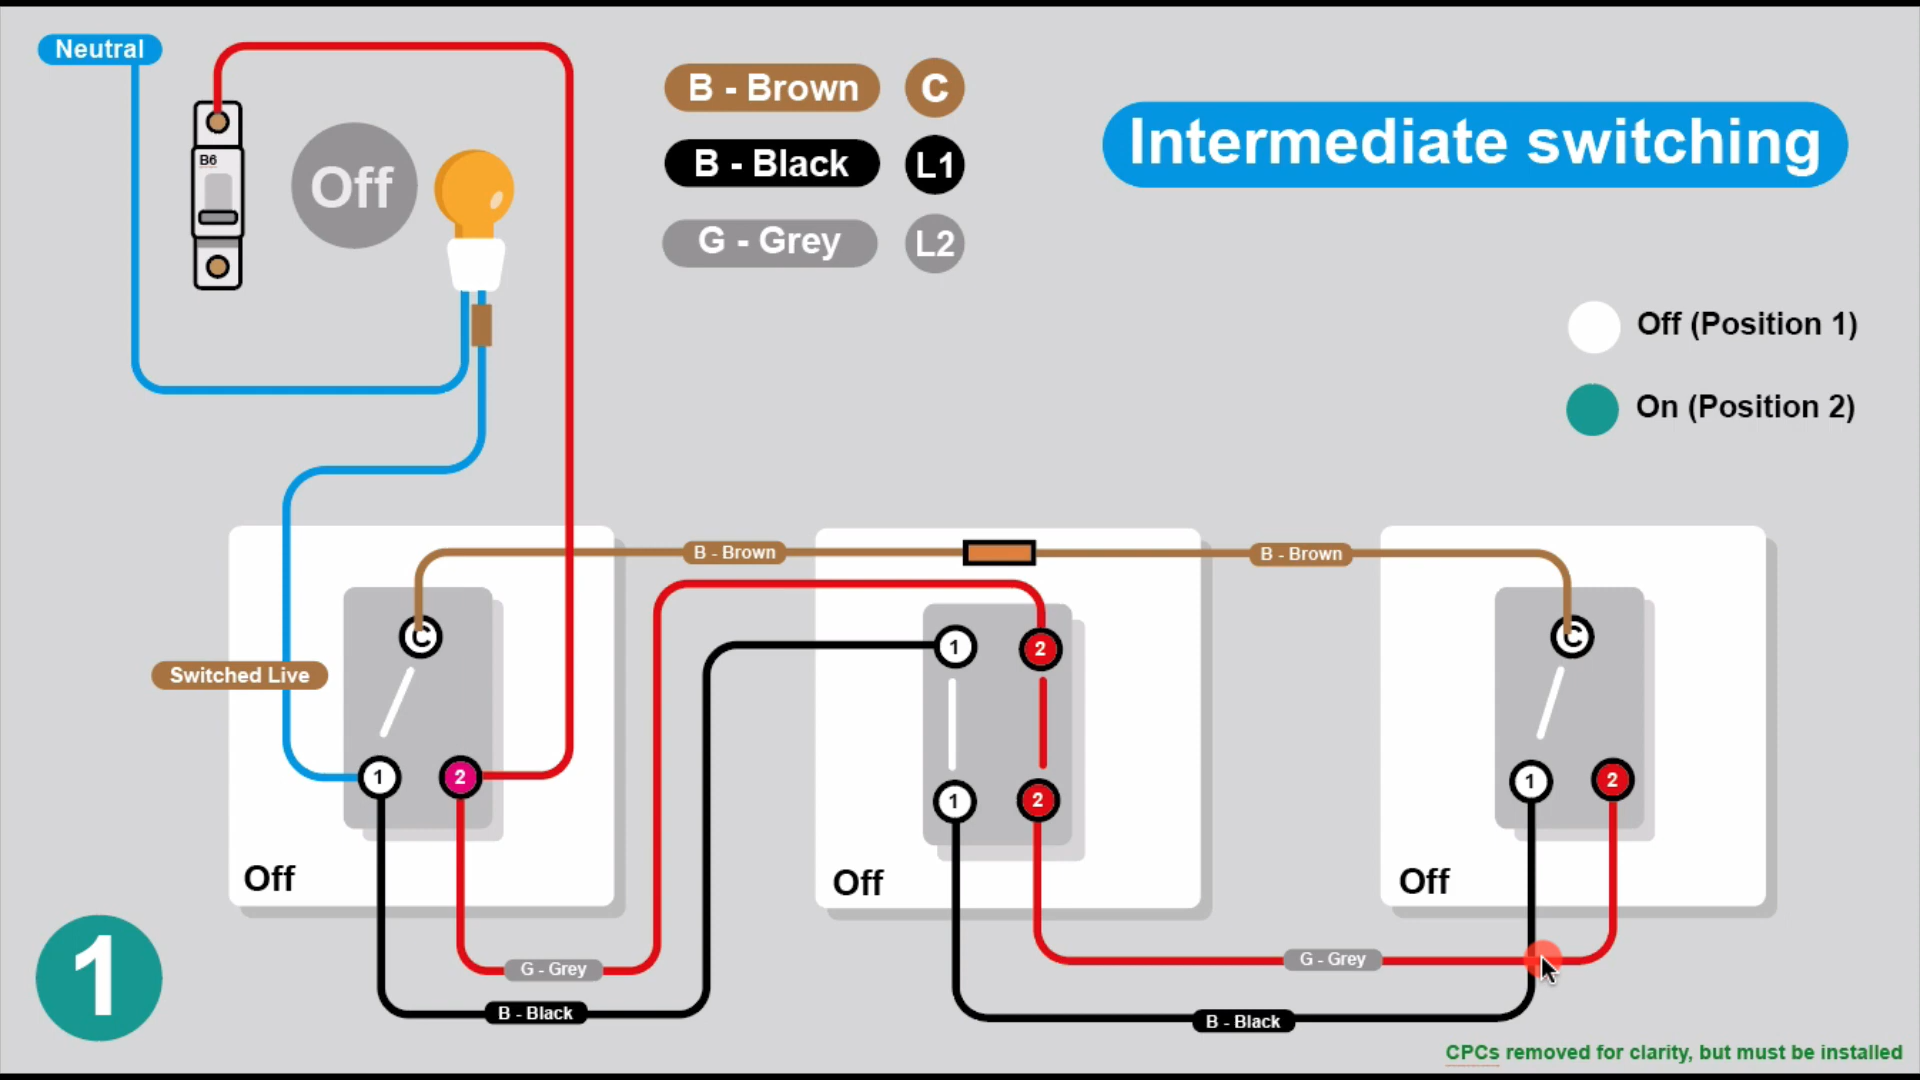 Neutral
B - Brown C
Intermediate switching
B6
Off
B - Black L1
G - Grey L2
Off (Position 1)
On (Position 2)
B - Brown
B - Brown
C
1 2
C
Switched Live
1 2
1 2
1 2
Off
Off
Off
1
G - Grey
G - Grey
B - Black
B - Black
CPCs removed for clarity, but must be installed